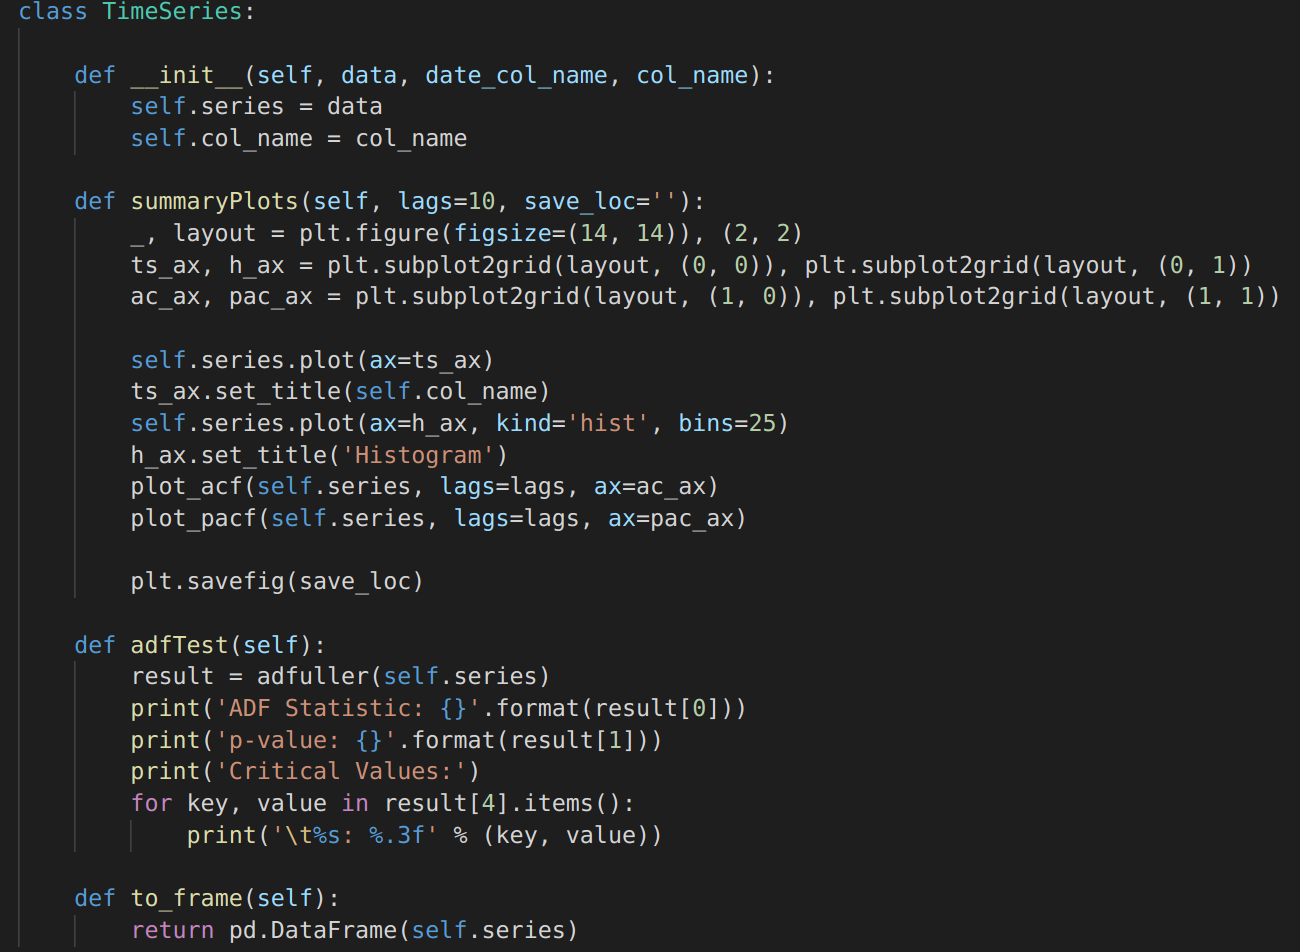 class TimeSeries:
def __init__(self, data, date_col_name, col_name):
self.series = data
self.col_name = col_name
def summaryPlots(self, lags=10, save_loc=''):
_, layout = plt.figure(figsize=(14, 14)), (2, 2)
ts_ax, h_ax = plt.subplot2grid(layout, (0, 0)), plt.subplot2grid(layout, (0, 1))
ac_ax, pac_ax = plt.subplot2grid(layout, (1, 0)), plt.subplot2grid(layout, (1, 1))
self.series.plot(ax=ts_ax)
ts_ax.set_title(self.col_name)
self.series.plot(ax=h_ax, kind='hist', bins=25)
h_ax.set_title('Histogram')
plot_acf(self.series, lags=lags, ax=ac_ax)
plot_pacf(self.series, lags=lags, ax=pac_ax)
plt.savefig(save_loc)
def adfTest(self):
result = adfuller(self.series)
print('ADF Statistic: {}'.format(result[0]))
print('p-value: {}'.format(result[1]))
print('Critical Values:')
for key, value in result[4].items():
print('\t%s: %.3f' % (key, value))
def to_frame(self):
return pd.DataFrame(self.series)